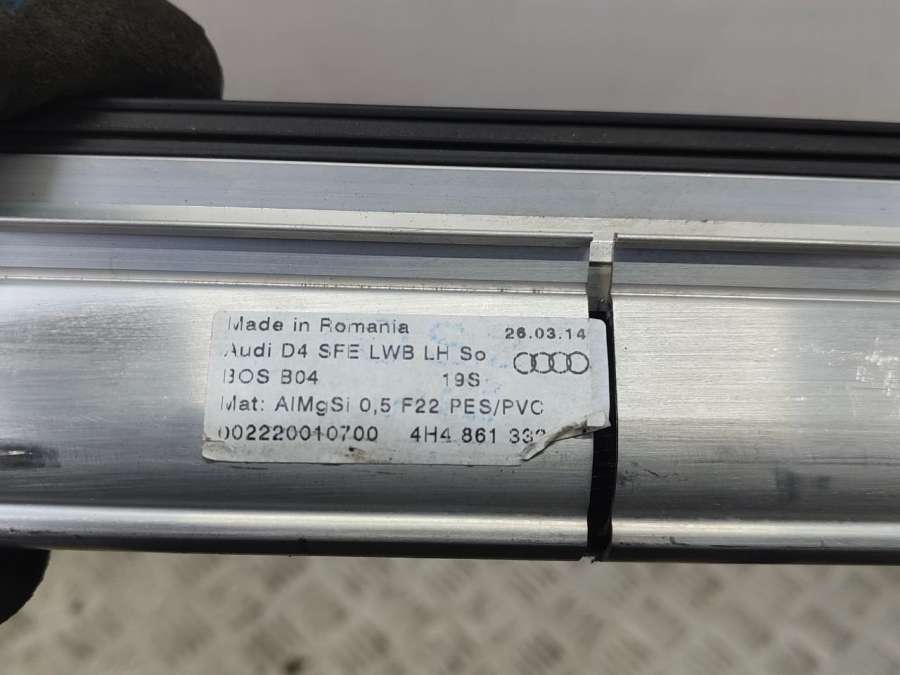 Made in Romania
26.03.14
Audi D4 SFE LWB LH So
BOS B04 19S
Mat: AlMgSi 0,5 F22 PES/PVC
002220010700 4H4 861